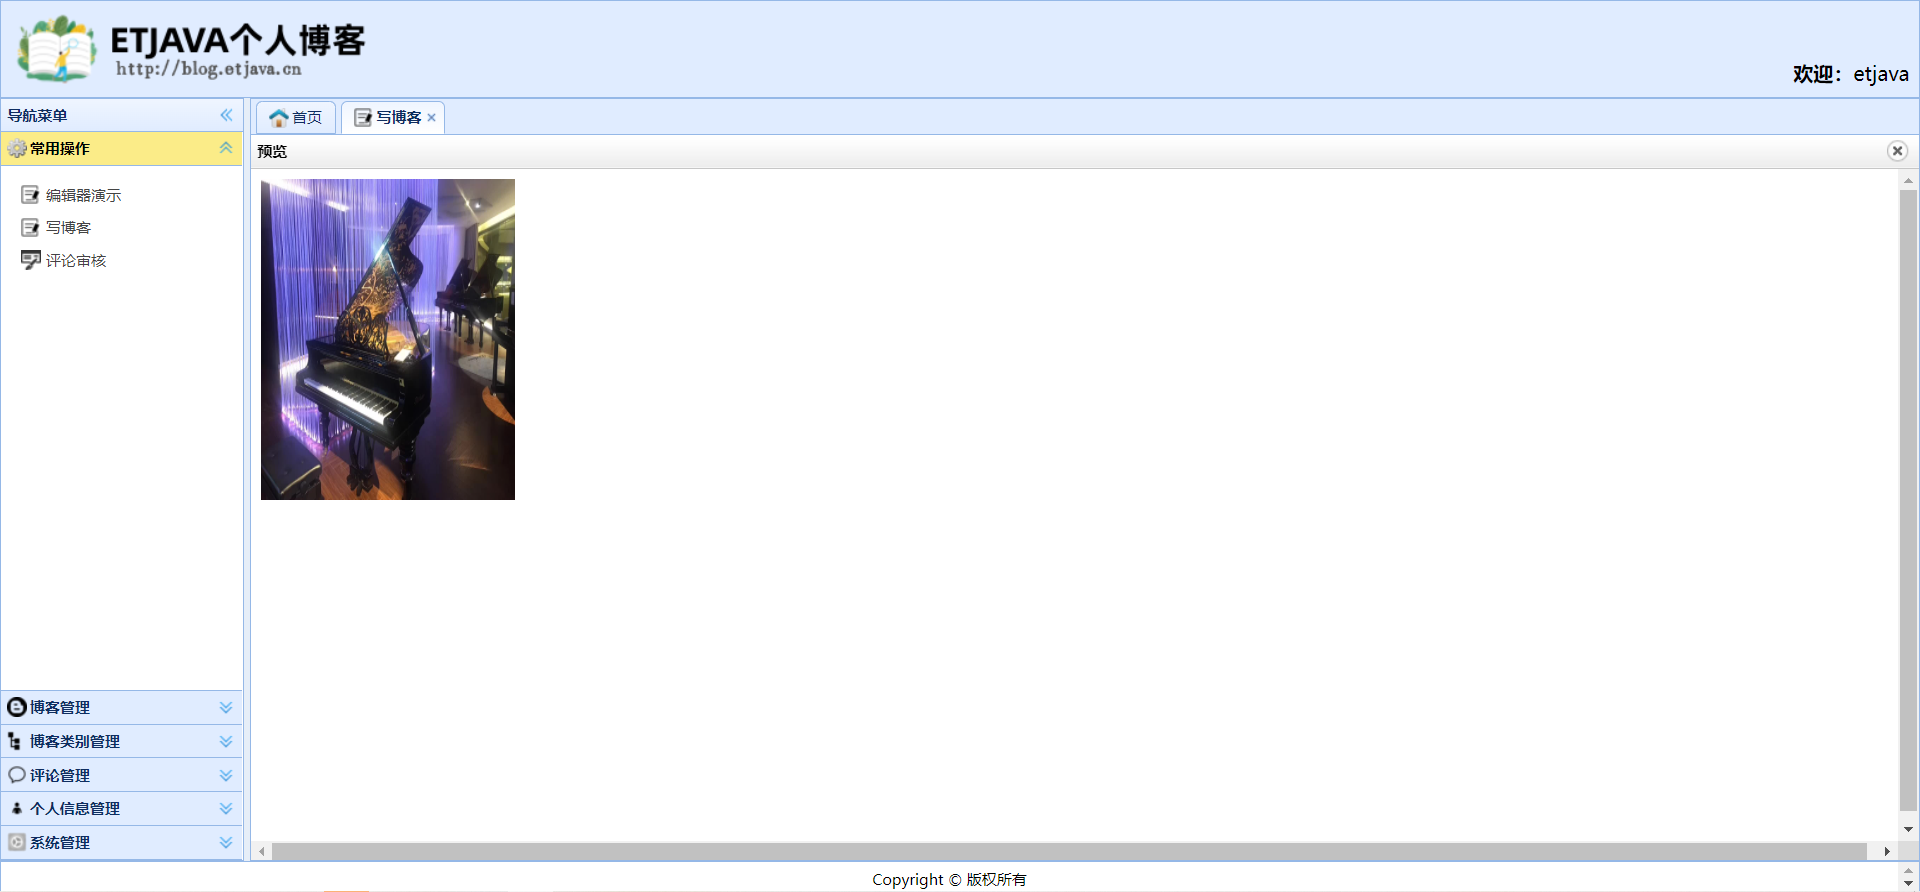 ETJAVA个人博客
http://blog.etjava.cn
欢迎：etjava
导航菜单
常用操作
编辑器演示
写博客
评论审核
博客管理
博客类别管理
评论管理
个人信息管理
系统管理
首页
写博客
预览
Copyright © 版权所有